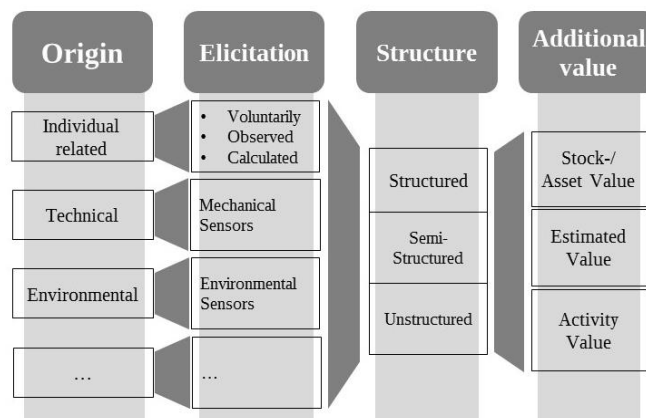 Origin
Elicitation
Structure
Additional
value
Individual
related
• Voluntarily
• Observed
• Calculated
Technical
Mechanical
Sensors
Environmental
Environmental
Sensors
…
…
Structured
Semi-
Structured
Unstructured
Stock-/
Asset Value
Estimated
Value
Activity
Value